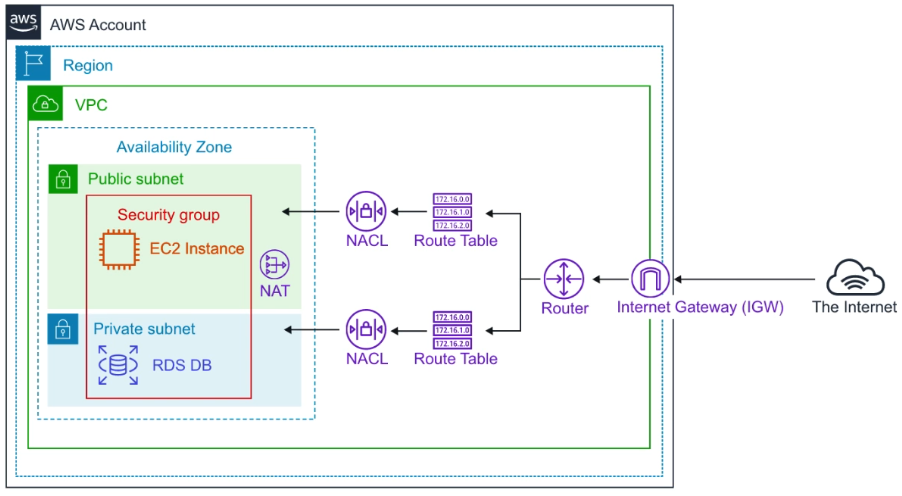 aws
AWS Account
Region
VPC
Availability Zone
Public subnet
Security group
EC2 Instance
NAT
NACL
172.16.0.0
172.16.1.0
172.16.2.0
Route Table
Router
Internet Gateway (IGW)
The Internet
Private subnet
RDS DB
NACL
172.16.0.0
172.16.1.0
172.16.2.0
Route Table